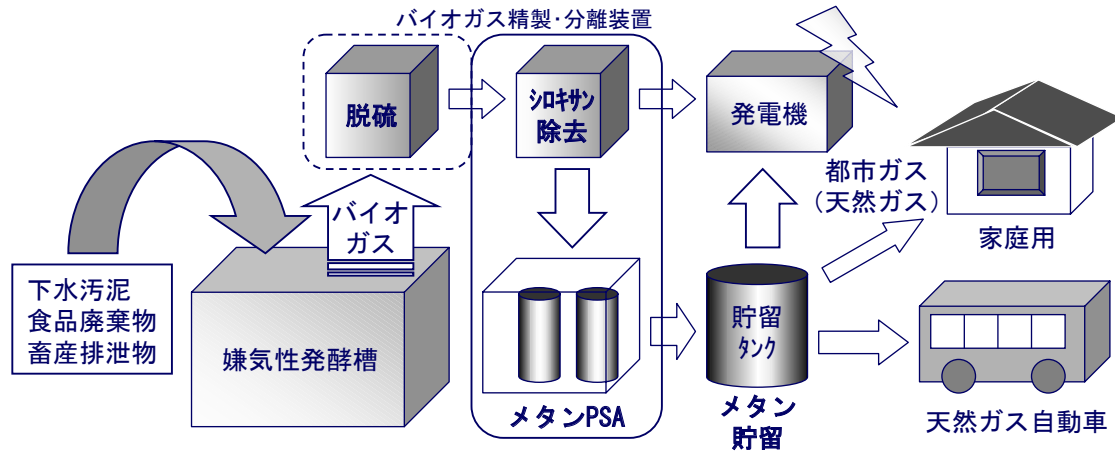 バイオガス精製・分離装置
脱硫
シロキサン
除去
発電機
都市ガス
(天然ガス)
家庭用
バイオ
ガス
下水汚泥
食品廃棄物
畜産排泄物
嫌気性発酵槽
メタンPSA
貯留
タンク
メタン
貯留
天然ガス自動車